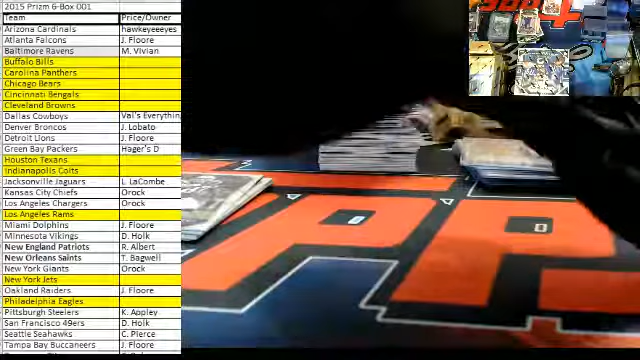 2015 Prizm 6-Box 001
Team Price/Owner
Arizona Cardinals hawkeeeyes
Atlanta Falcons J. Floore
Baltimore Ravens M. Vivian
Buffalo Bills
Carolina Panthers
Chicago Bears
Cincinnati Bengals
Cleveland Browns
Dallas Cowboys Val's Everythin
Denver Broncos J. Lobato
Detroit Lions J. Floore
Green Bay Packers Hager's D
Houston Texans
Indianapolis Colts
Jacksonville Jaguars L. LaCombe
Kansas City Chiefs Orock
Los Angeles Chargers Orock
Los Angeles Rams
Miami Dolphins J. Floore
Minnesota Vikings D. Holk
New England Patriots R. Albert
New Orleans Saints T. Bagwell
New York Giants Orock
New York Jets
Oakland Raiders J. Floore
Philadelphia Eagles
Pittsburgh Steelers K. Appley
San Francisco 49ers D. Holk
Seattle Seahawks C. Pierce
Tampa Bay Buccaneers J. Floore
PP